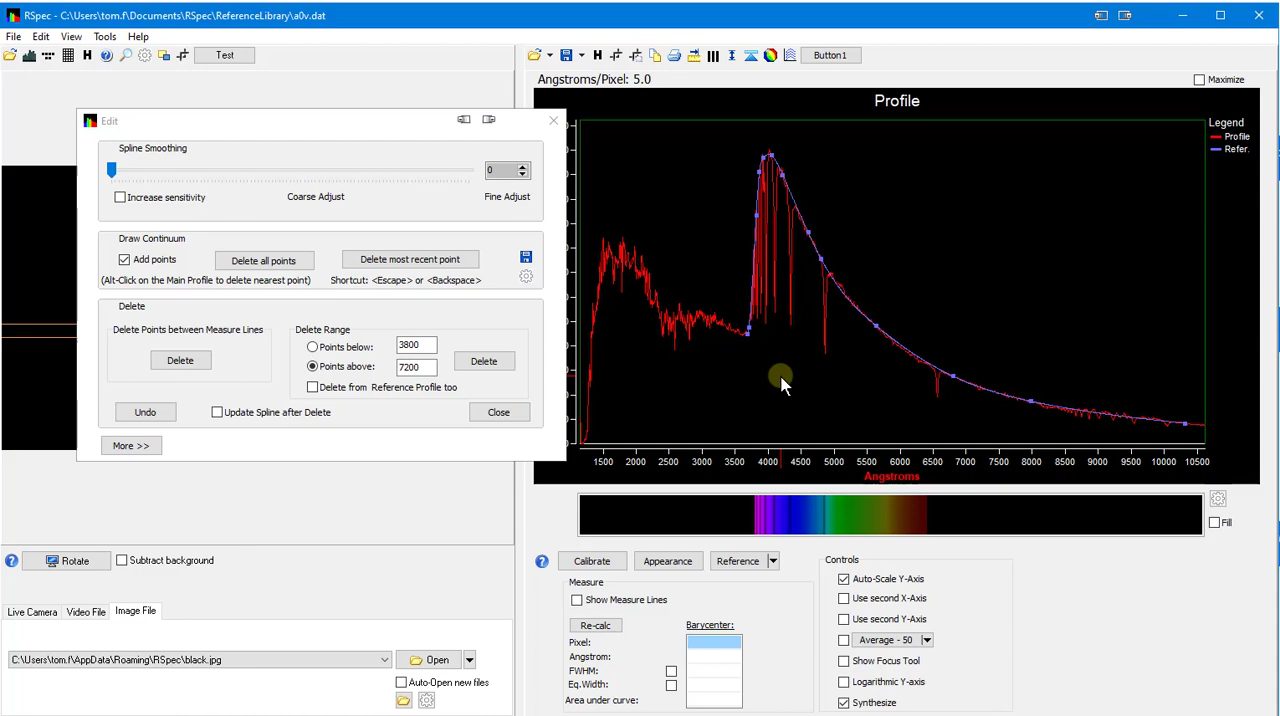 RSpec - C:\Users\tom.f\Documents\RSpec\ReferenceLibrary\a0v.dat
File Edit View Tools Help
H Test
H Button1
Angstroms/Pixel: 5.0
Maximize
Profile
Legend
Profile
Refer.
Edit
Spline Smoothing
0
Increase sensitivity Coarse Adjust Fine Adjust
Draw Continuum
Add points Delete all points Delete most recent point
(Alt-Click on the Main Profile to delete nearest point) Shortcut: <Escape> or <Backspace>
Delete
Delete Points between Measure Lines
Delete
Delete Range
Points below: 3800
Points above: 7200
Delete
Delete from Reference Profile too
Undo Update Spline after Delete Close
More >>
1500 2000 2500 3000 3500 4000 4500 5000 5500 6000 6500 7000 7500 8000 8500 9000 9500 10000 10500
Angstroms
Fill
Rotate Subtract background
Calibrate Appearance Reference
Measure
Show Measure Lines
Re-calc Barycenter:
Pixel:
Angstrom:
FWHM:
Eq.Width:
Area under curve:
Controls
Auto-Scale Y-Axis
Use second X-Axis
Use second Y-Axis
Average - 50
Show Focus Tool
Logarithmic Y-axis
Synthesize
Live Camera Video File Image File
C:\Users\tom.f\AppData\Roaming\RSpec\black.jpg Open
Auto-Open new files